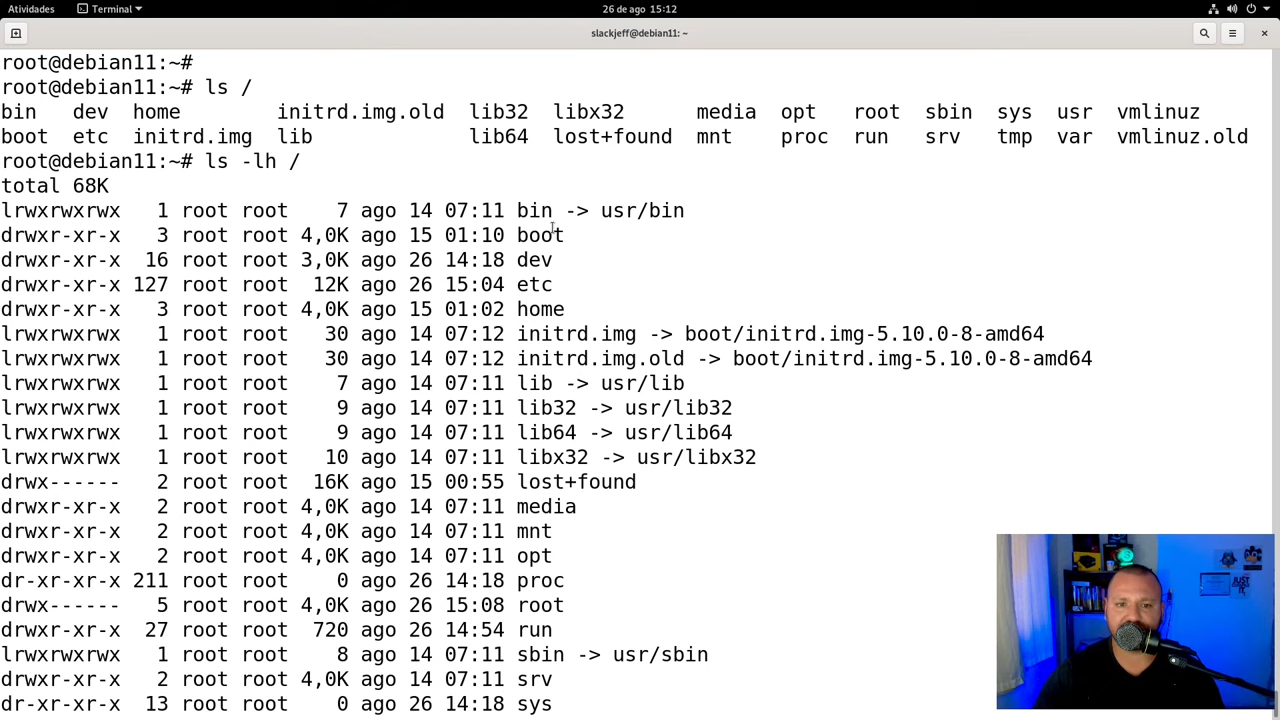 Atividades Terminal 26 de ago 15:12
slackjeff@debian11: ~
root@debian11:~#
root@debian11:~# ls /
bin dev home initrd.img.old lib32 libx32 media opt root sbin sys usr vmlinuz
boot etc initrd.img lib lib64 lost+found mnt proc run srv tmp var vmlinuz.old
root@debian11:~# ls -lh /
total 68K
lrwxrwxrwx 1 root root 7 ago 14 07:11 bin -> usr/bin
drwxr-xr-x 3 root root 4,0K ago 15 01:10 boot
drwxr-xr-x 16 root root 3,0K ago 26 14:18 dev
drwxr-xr-x 127 root root 12K ago 26 15:04 etc
drwxr-xr-x 3 root root 4,0K ago 15 01:02 home
lrwxrwxrwx 1 root root 30 ago 14 07:12 initrd.img -> boot/initrd.img-5.10.0-8-amd64
lrwxrwxrwx 1 root root 30 ago 14 07:12 initrd.img.old -> boot/initrd.img-5.10.0-8-amd64
lrwxrwxrwx 1 root root 7 ago 14 07:11 lib -> usr/lib
lrwxrwxrwx 1 root root 9 ago 14 07:11 lib32 -> usr/lib32
lrwxrwxrwx 1 root root 9 ago 14 07:11 lib64 -> usr/lib64
lrwxrwxrwx 1 root root 10 ago 14 07:11 libx32 -> usr/libx32
drwx------ 2 root root 16K ago 15 00:55 lost+found
drwxr-xr-x 2 root root 4,0K ago 14 07:11 media
drwxr-xr-x 2 root root 4,0K ago 14 07:11 mnt
drwxr-xr-x 2 root root 4,0K ago 14 07:11 opt
dr-xr-xr-x 211 root root 0 ago 26 14:18 proc
drwx------ 5 root root 4,0K ago 26 15:08 root
drwxr-xr-x 27 root root 720 ago 26 14:54 run
lrwxrwxrwx 1 root root 8 ago 14 07:11 sbin -> usr/sbin
drwxr-xr-x 2 root root 4,0K ago 14 07:11 srv
dr-xr-xr-x 13 root root 0 ago 26 14:18 sys